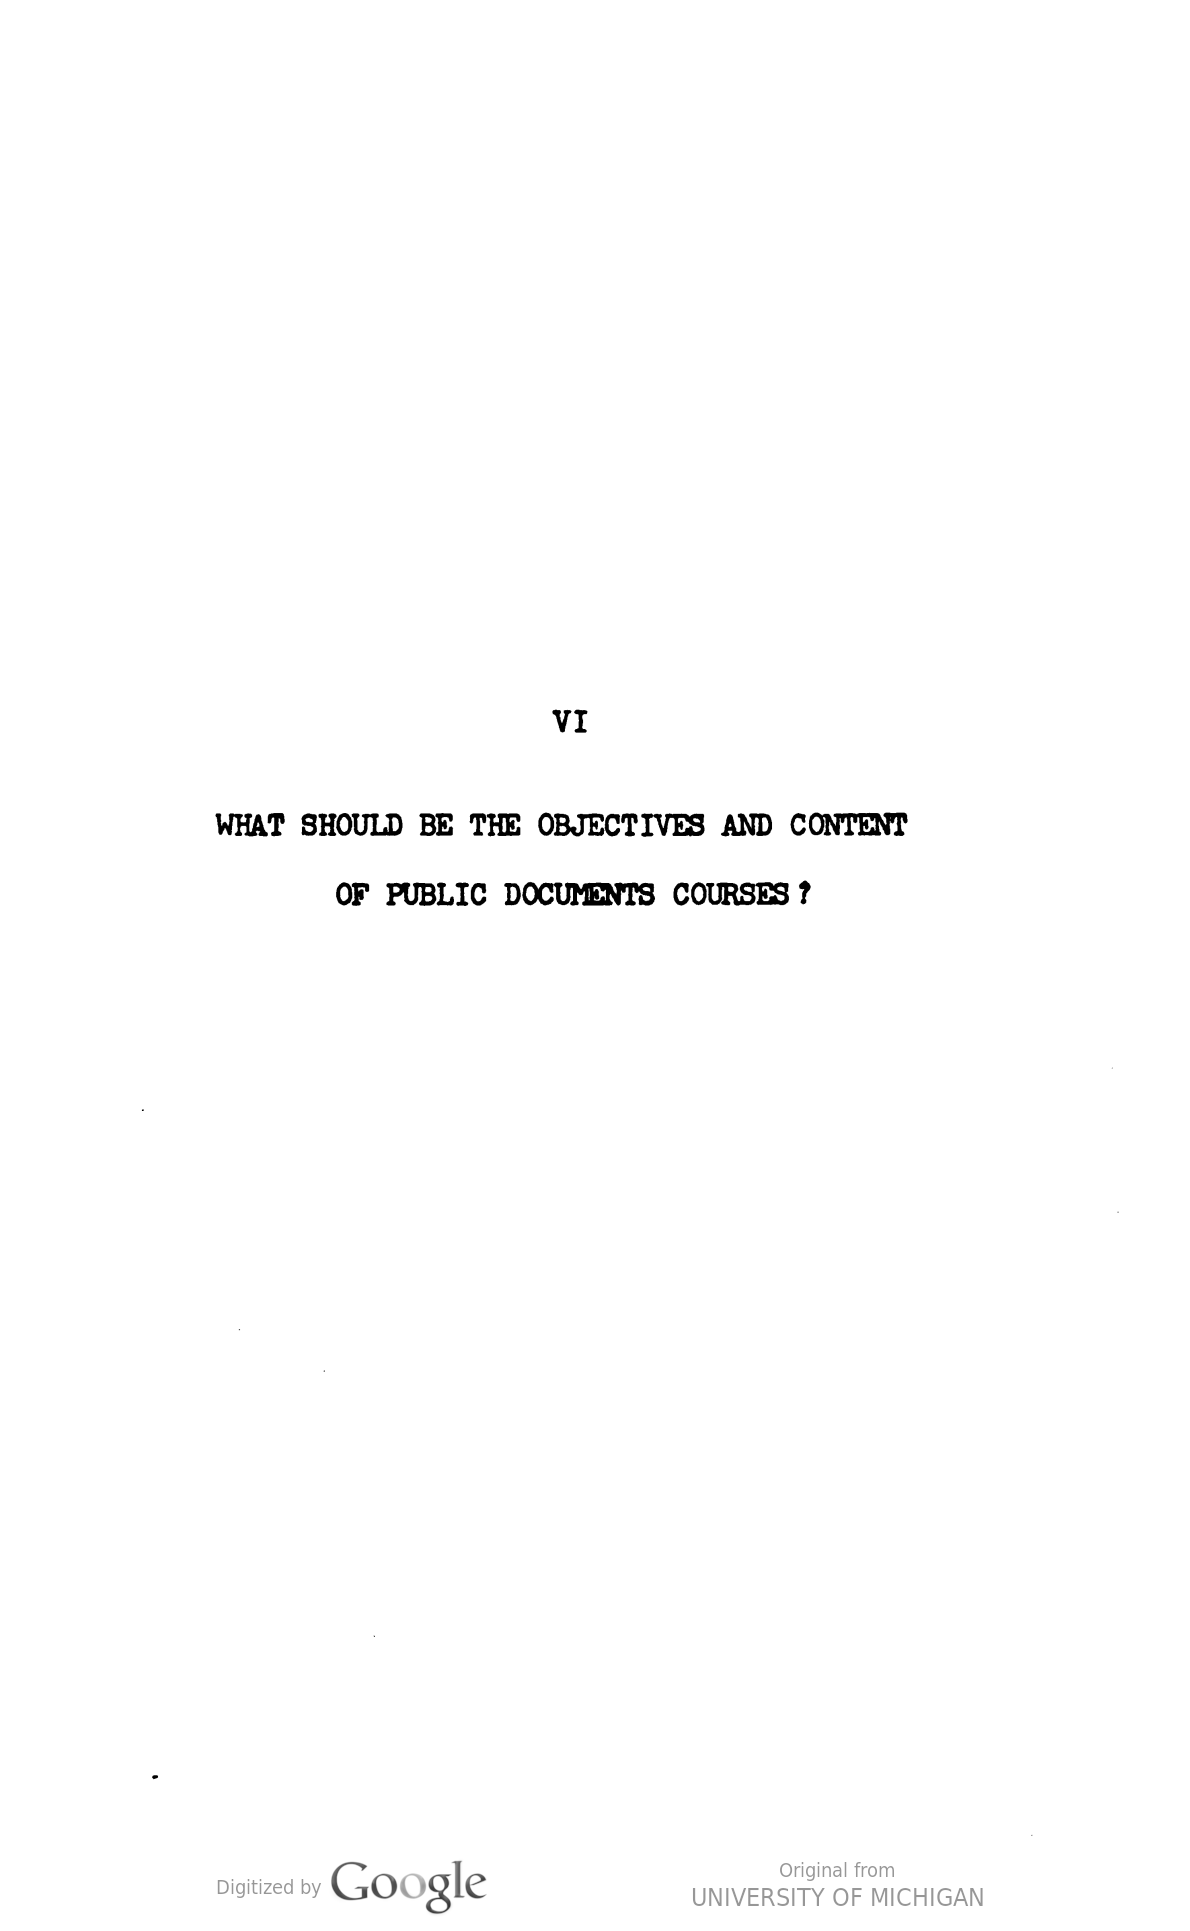 VI
WHAT SHOULD BE THE OBJECTIVES AND CONTENT
OF PUBLIC DOCUMENTS COURSES?
Digitized by Google
Original from
UNIVERSITY OF MICHIGAN